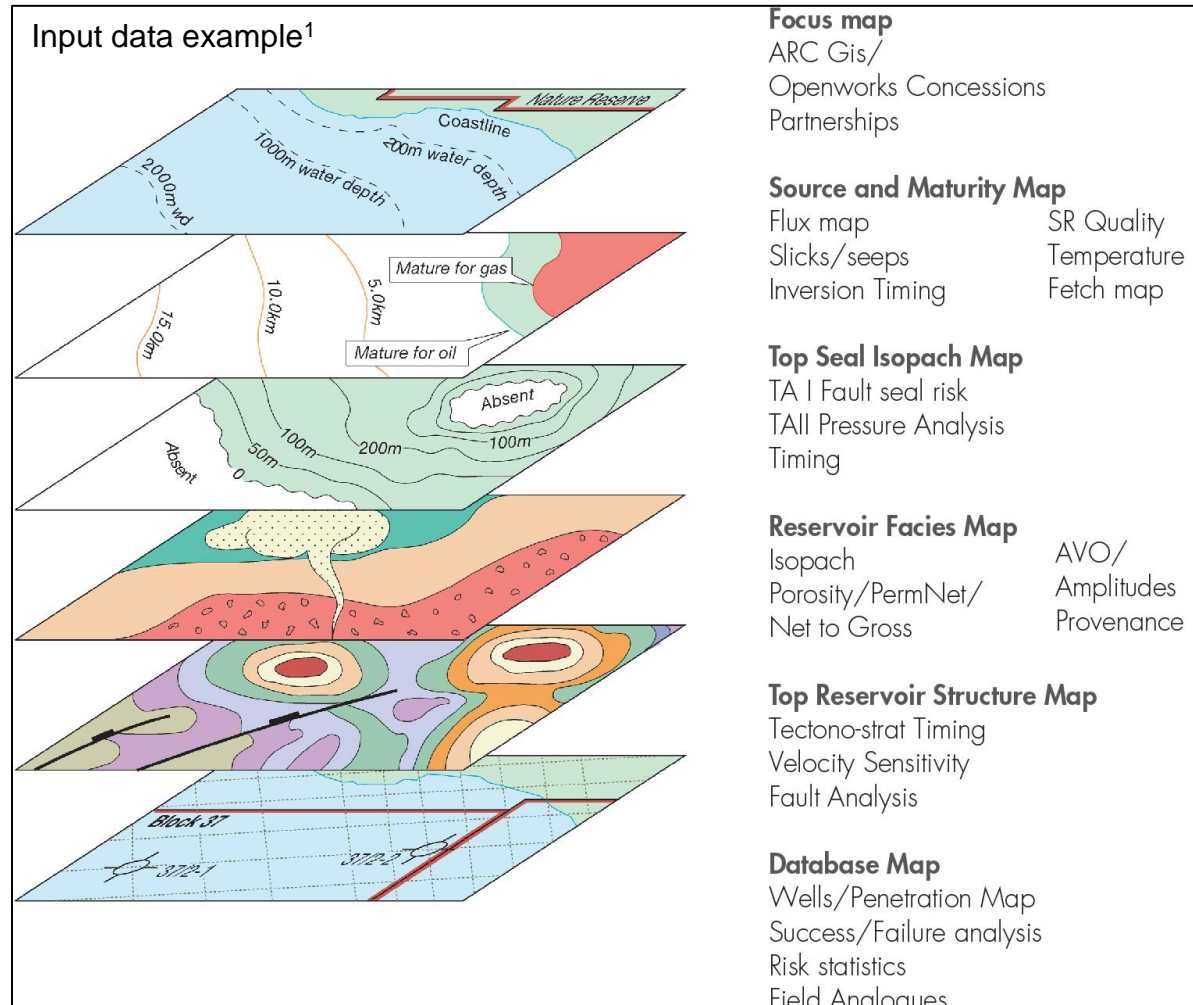 Input data example¹
Nature Reserve
Coastline
200m water depth
1000m water depth
2000m wd
Mature for gas
5.0km
10.0km
15.0km
Mature for oil
Absent
100m
200m
100m
50m
0
Absent
Block 37
37/2-1
37/2-2
Focus map
ARC Gis/
Openworks Concessions
Partnerships
Source and Maturity Map
Flux map
Slicks/seeps
Inversion Timing
SR Quality
Temperature
Fetch map
Top Seal Isopach Map
TA I Fault seal risk
TAII Pressure Analysis
Timing
Reservoir Facies Map
Isopach
Porosity/PermNet/
Net to Gross
AVO/
Amplitudes
Provenance
Top Reservoir Structure Map
Tectono-strat Timing
Velocity Sensitivity
Fault Analysis
Database Map
Wells/Penetration Map
Success/Failure analysis
Risk statistics
Field Analogues